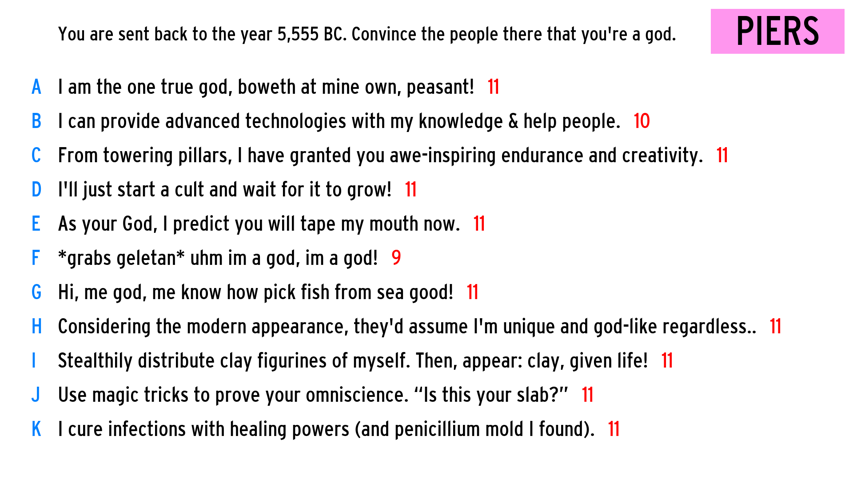 You are sent back to the year 5,555 BC. Convince the people there that you're a god.
PIERS
A I am the one true god, boweth at mine own, peasant! 11
B I can provide advanced technologies with my knowledge & help people. 10
C From towering pillars, I have granted you awe-inspiring endurance and creativity. 11
D I'll just start a cult and wait for it to grow! 11
E As your God, I predict you will tape my mouth now. 11
F *grabs geletan* uhm im a god, im a god! 9
G Hi, me god, me know how pick fish from sea good! 11
H Considering the modern appearance, they'd assume I'm unique and god-like regardless.. 11
I Stealthily distribute clay figurines of myself. Then, appear: clay, given life! 11
J Use magic tricks to prove your omniscience. “Is this your slab?” 11
K I cure infections with healing powers (and penicillium mold I found). 11